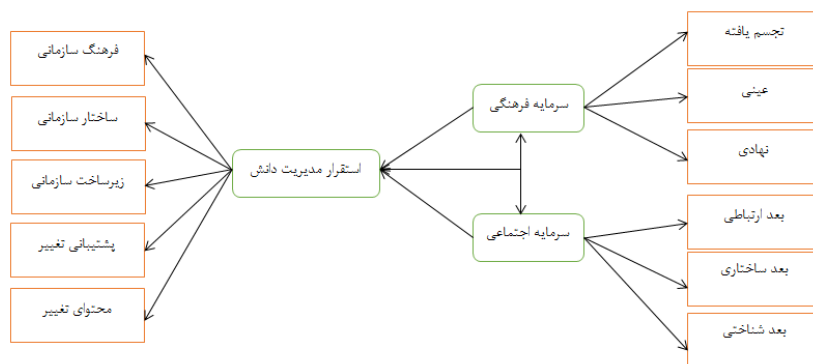 تجسم یافته
عینی
نهادی
بعد ارتباطی
بعد ساختاری
بعد شناختی
سرمایه فرهنگی
سرمایه اجتماعی
استقرار مدیریت دانش
فرهنگ سازمانی
ساختار سازمانی
زیرساخت سازمانی
پشتیبانی تغییر
محتوای تغییر